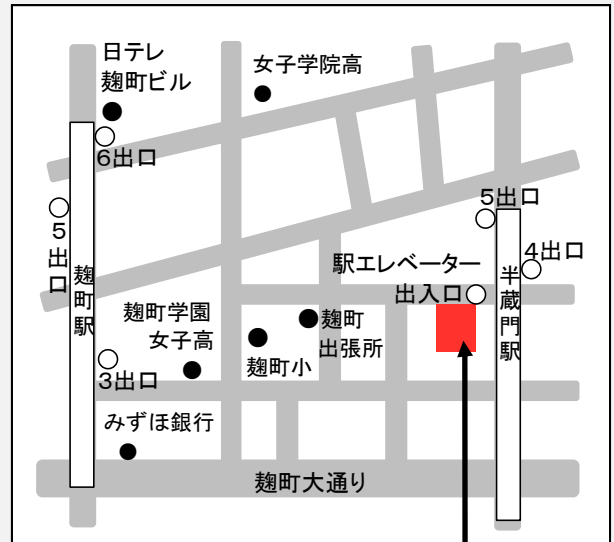 日テレ
麹町ビル
女子学院高
6出口
5出口
麹町駅
5出口
4出口
駅エレベーター
出入口
半蔵門駅
麹町学園
女子高
麹町
出張所
麹町小
3出口
みずほ銀行
麹町大通り